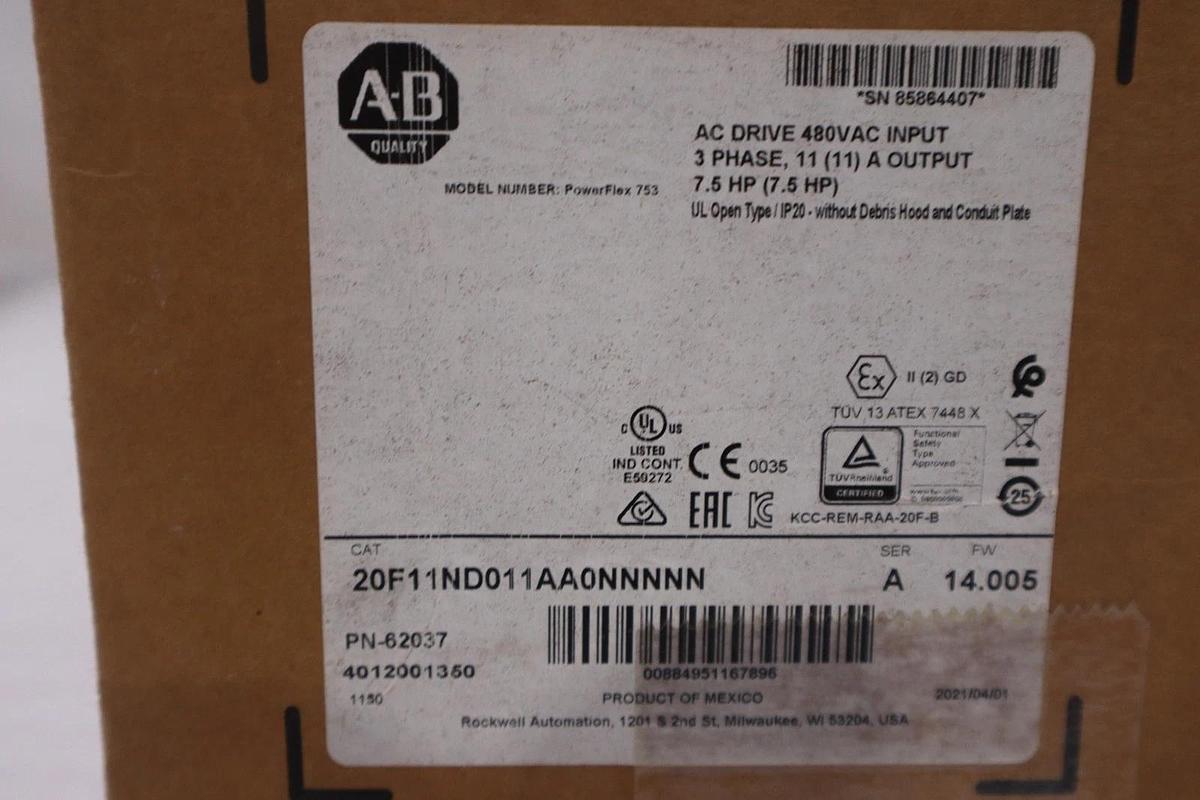 A-B
QUALITY
*SN 85864407*
AC DRIVE 480VAC INPUT
3 PHASE, 11 (11) A OUTPUT
7.5 HP (7.5 HP)
MODEL NUMBER: PowerFlex 753
UL Open Type / IP20 - without Debris Hood and Conduit Plate
Ex II (2) GD
TÜV 13 ATEX 7448 X
C UL US
LISTED
IND CONT.
E59272
CE 0035
TÜVRheinland
CERTIFIED
Functional
Safety
Type
Approved
25
EAC
KCC-REM-RAA-20F-B
CAT
SER
FW
20F11ND011AA0NNNNN
A
14.005
PN-62037
4012001350
00884951167896
1150
PRODUCT OF MEXICO
2021/04/01
Rockwell Automation, 1201 S 2nd St, Milwaukee, WI 53204, USA